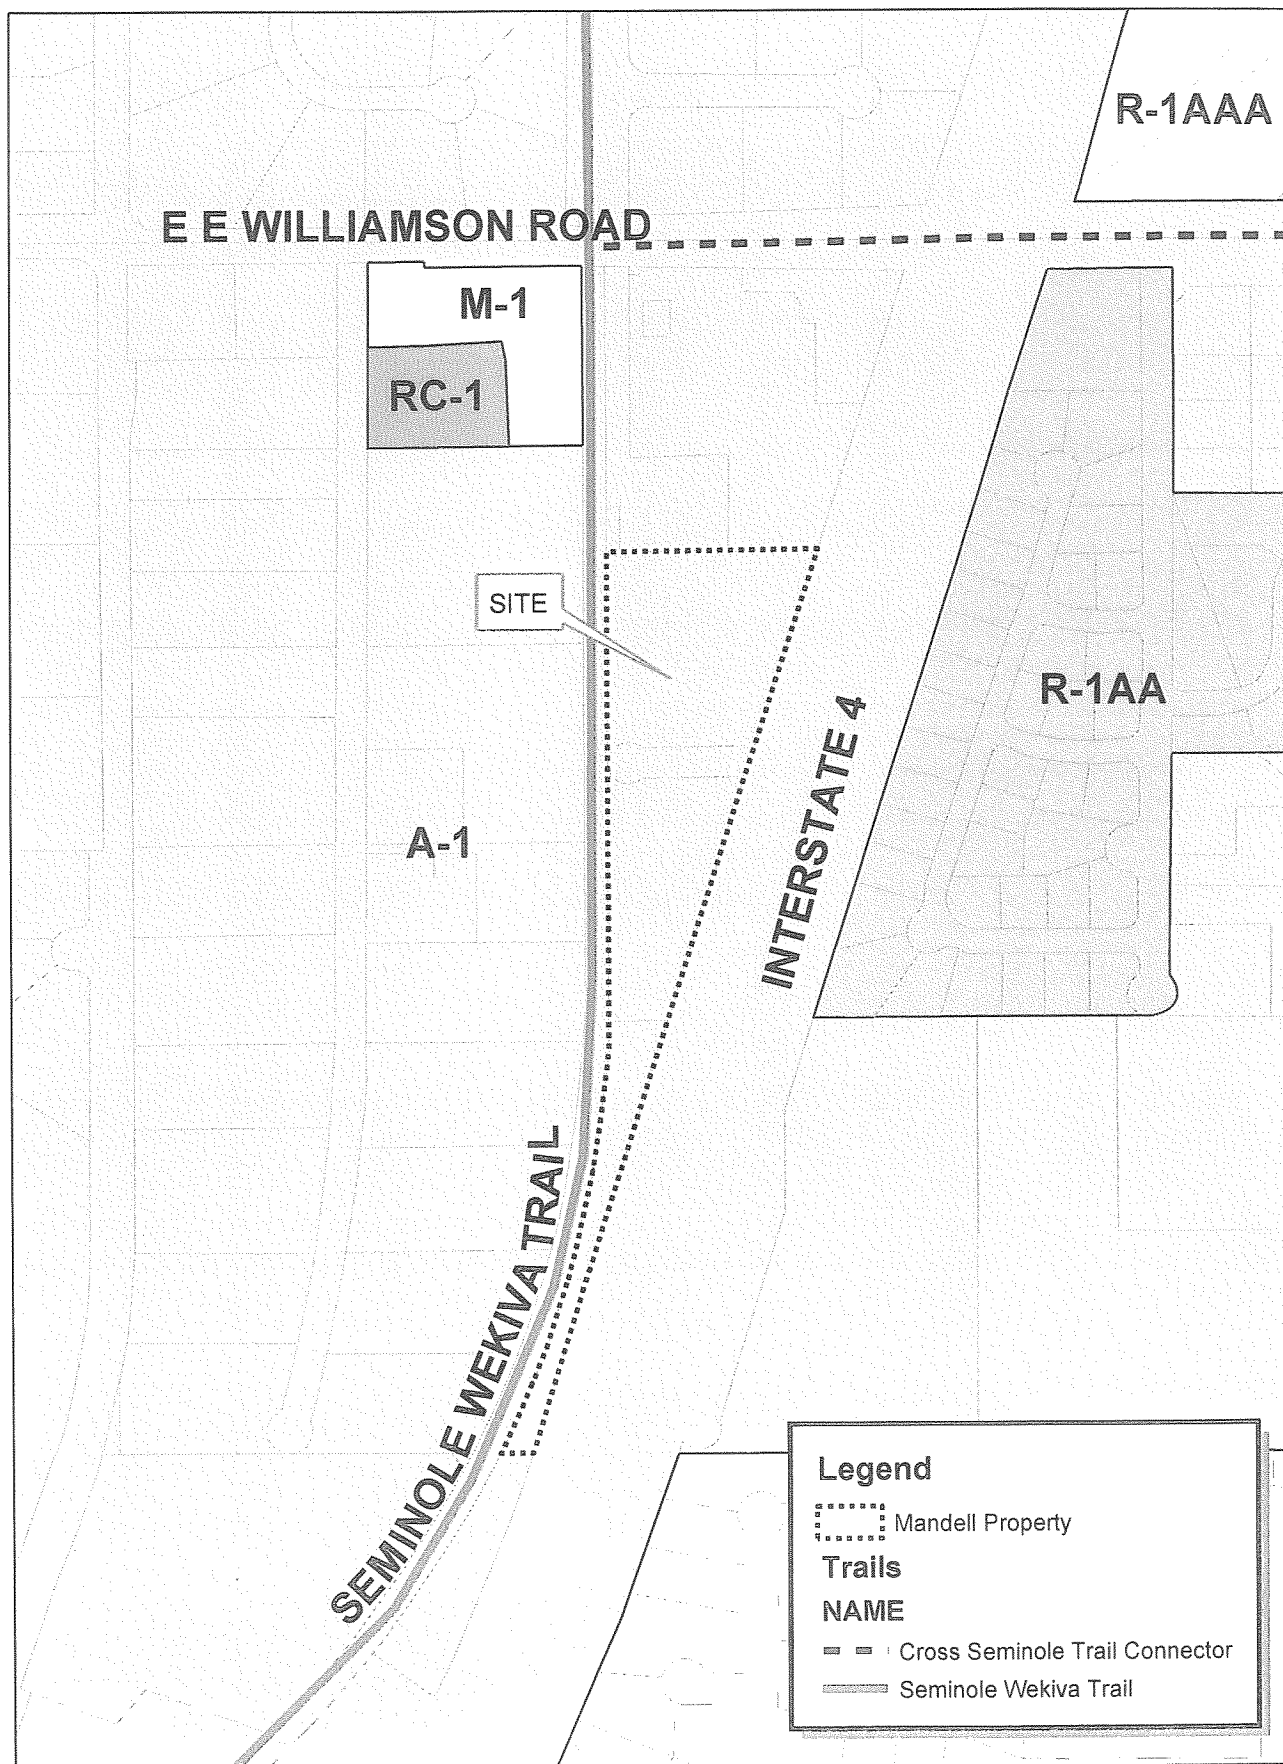 R-1AAA
E E WILLIAMSON ROAD
M-1
RC-1
SITE
R-1AA
INTERSTATE 4
A-1
SEMINOLE WEKIVA TRAIL
Legend
Mandell Property
Trails
NAME
Cross Seminole Trail Connector
Seminole Wekiva Trail